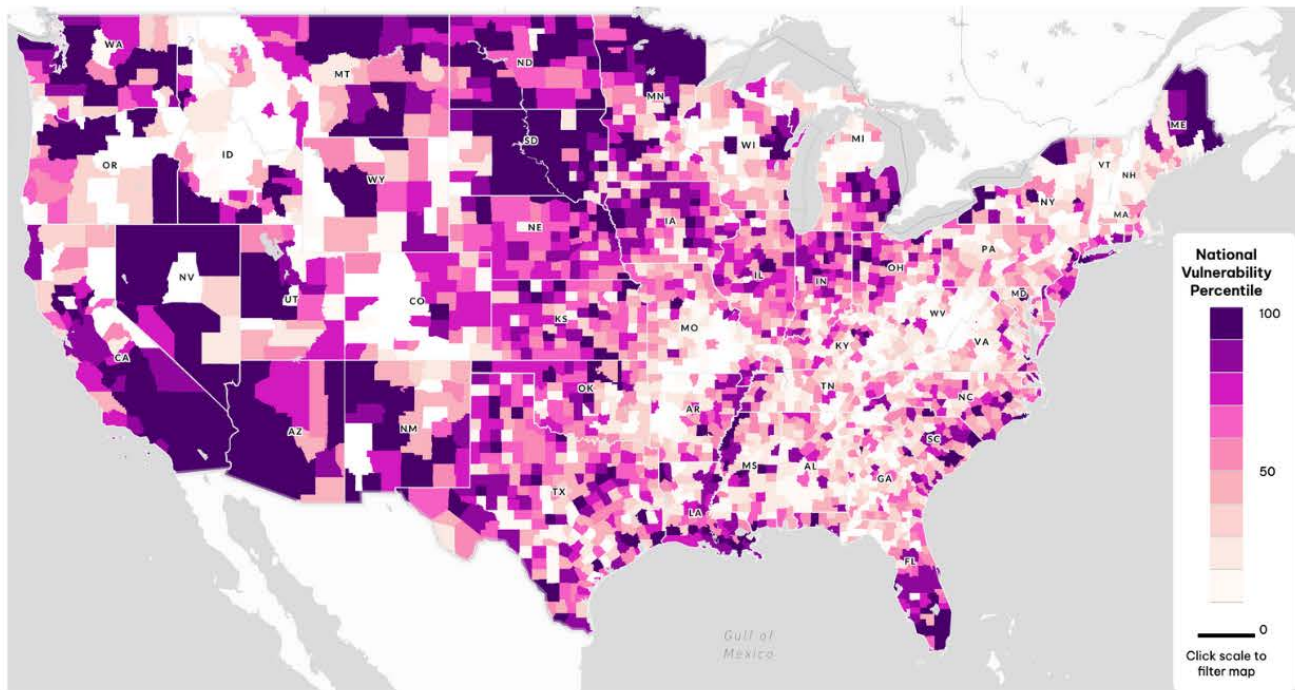 WA
MT
ND
MN
ME
OR
ID
SD
WI
MI
VT
NH
WY
NY
MA
IA
NE
PA
NV
UT
CO
IL
IN
OH
MD
WV
KS
MO
VA
CA
KY
OK
TN
NC
AZ
NM
AR
SC
MS
AL
GA
TX
LA
FL
Gulf of
Mexico
National
Vulnerability
Percentile
100
50
0
Click scale to
filter map